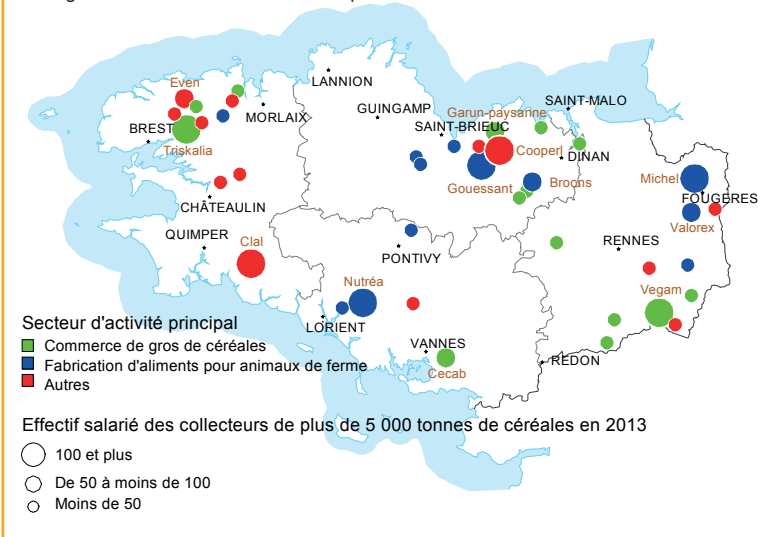 LANNION
Even
SAINT-MALO
GUINGAMP
Garun-paysanne
MORLAIX
BREST
SAINT-BRIEUC
Triskalia
Cooperl
DINAN
Michel
Gouessant
Broons
FOUGERES
CHÂTEAULIN
Valorex
QUIMPER
Clal
RENNES
PONTIVY
Nutréa
Vegam
LORIENT
VANNES
REDON
Cecab
Secteur d'activité principal
Commerce de gros de céréales
Fabrication d'aliments pour animaux de ferme
Autres
Effectif salarié des collecteurs de plus de 5 000 tonnes de céréales en 2013
100 et plus
De 50 à moins de 100
Moins de 50